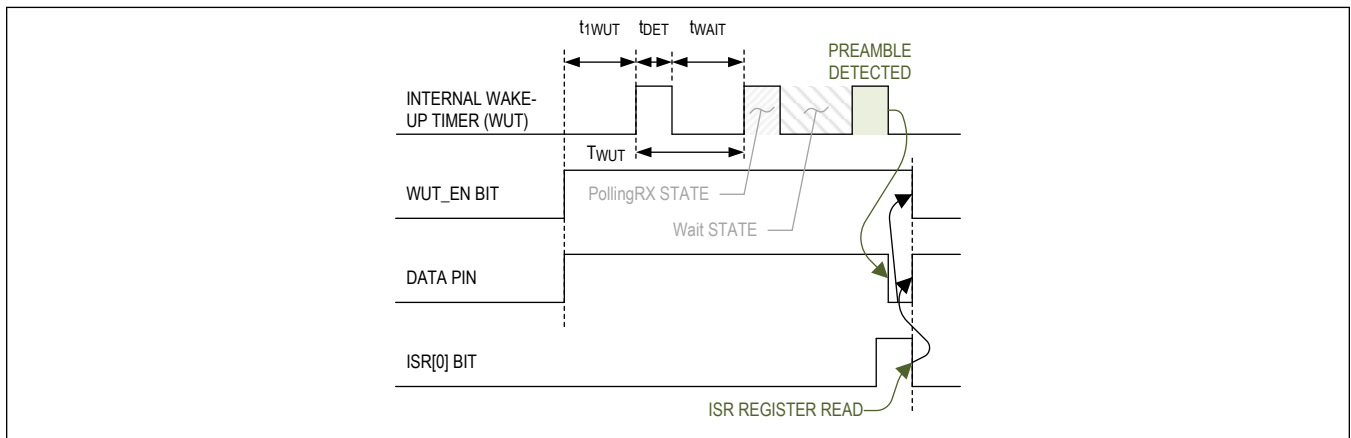 t1WUT tDET tWAIT
PREAMBLE
DETECTED
INTERNAL WAKE-
UP TIMER (WUT)
TWUT
WUT_EN BIT
PollingRX STATE
Wait STATE
DATA PIN
ISR[0] BIT
ISR REGISTER READ